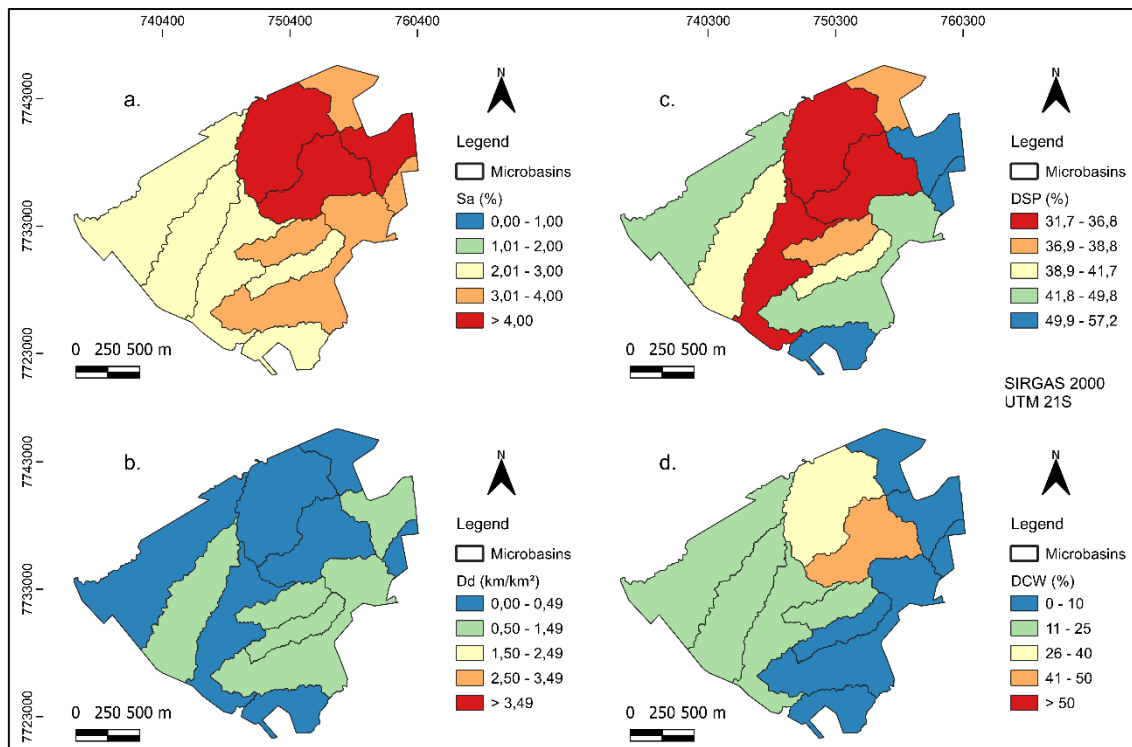 740400 750400 760400
740300 750300 760300
7743000
7733000
7723000
a.
N
Legend
Microbasins
Sa (%)
0,00 - 1,00
1,01 - 2,00
2,01 - 3,00
3,01 - 4,00
> 4,00
0 250 500 m
c.
N
Legend
Microbasins
DSP (%)
31,7 - 36,8
36,9 - 38,8
38,9 - 41,7
41,8 - 49,8
49,9 - 57,2
0 250 500 m
SIRGAS 2000
UTM 21S
7743000
7733000
7723000
b.
N
Legend
Microbasins
Dd (km/km²)
0,00 - 0,49
0,50 - 1,49
1,50 - 2,49
2,50 - 3,49
> 3,49
0 250 500 m
d.
N
Legend
Microbasins
DCW (%)
0 - 10
11 - 25
26 - 40
41 - 50
> 50
0 250 500 m